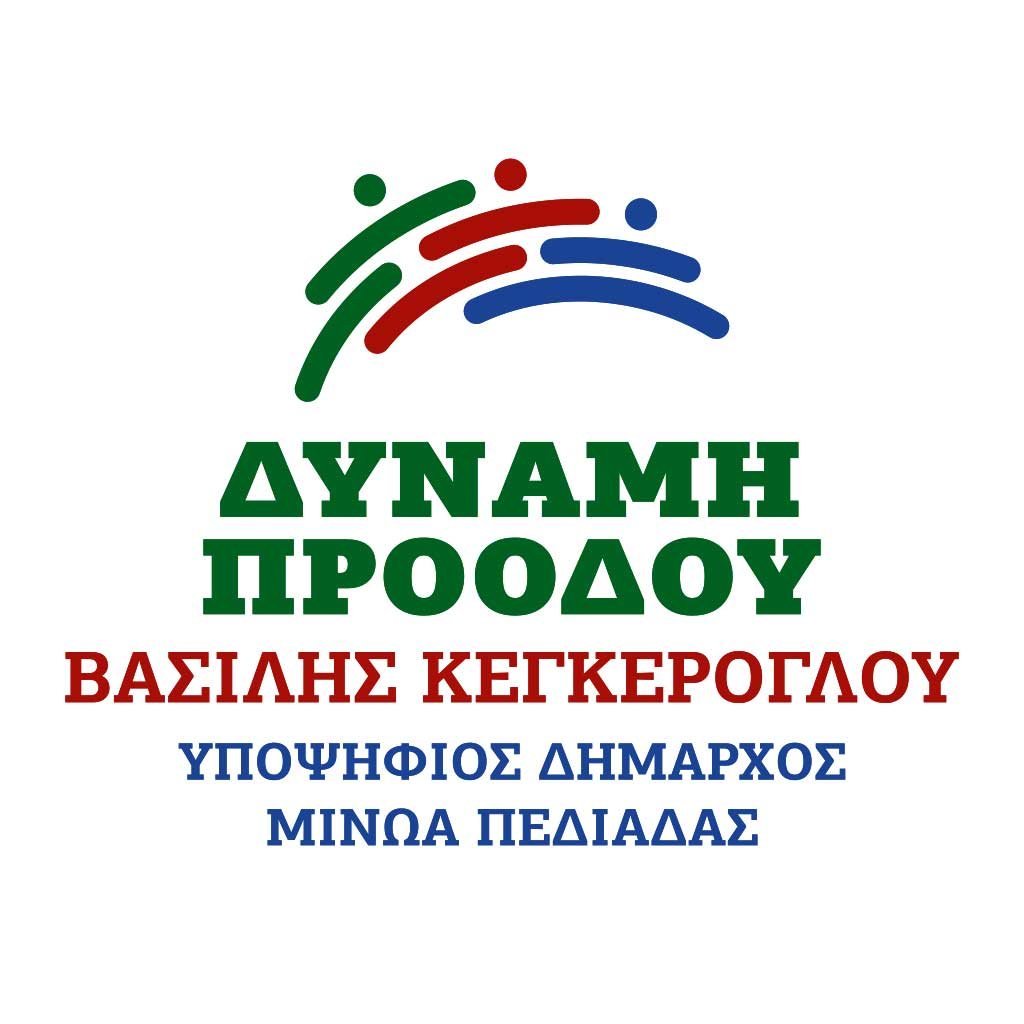 ΔΥΝΑΜΗ
ΠΡΟΟΔΟΥ
ΒΑΣΙΛΗΣ ΚΕΓΚΕΡΟΓΛΟΥ
ΥΠΟΨΗΦΙΟΣ ΔΗΜΑΡΧΟΣ
ΜΙΝΩΑ ΠΕΔΙΑΔΑΣ